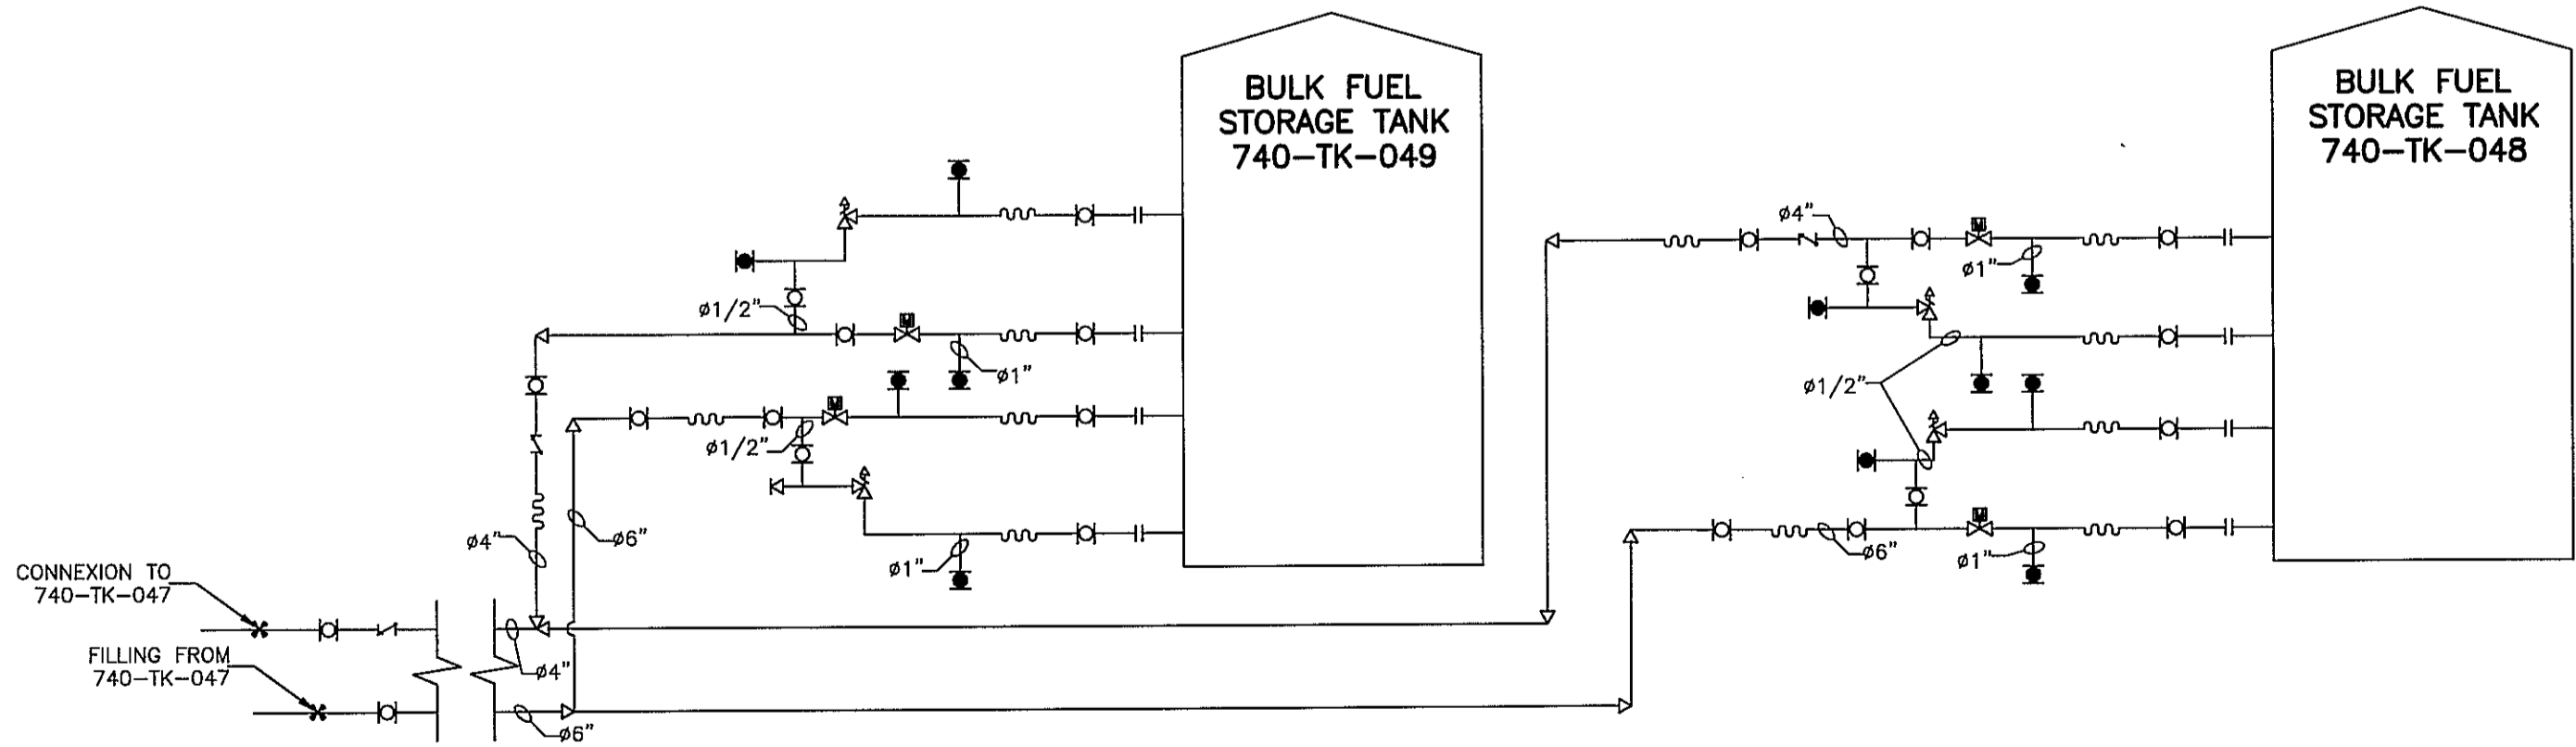 BULK FUEL
STORAGE TANK
740-TK-049
BULK FUEL
STORAGE TANK
740-TK-048
ø4"
M
ø1"
ø1/2"
M
ø1"
ø1/2"
M
ø1/2"
M
ø6"
ø1"
ø4"
ø6"
ø1"
CONNEXION TO
740-TK-047
FILLING FROM
740-TK-047
ø4"
ø6"